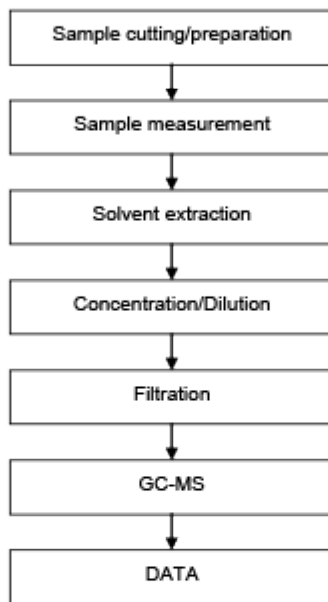 Sample cutting/preparation
Sample measurement
Solvent extraction
Concentration/Dilution
Filtration
GC-MS
DATA